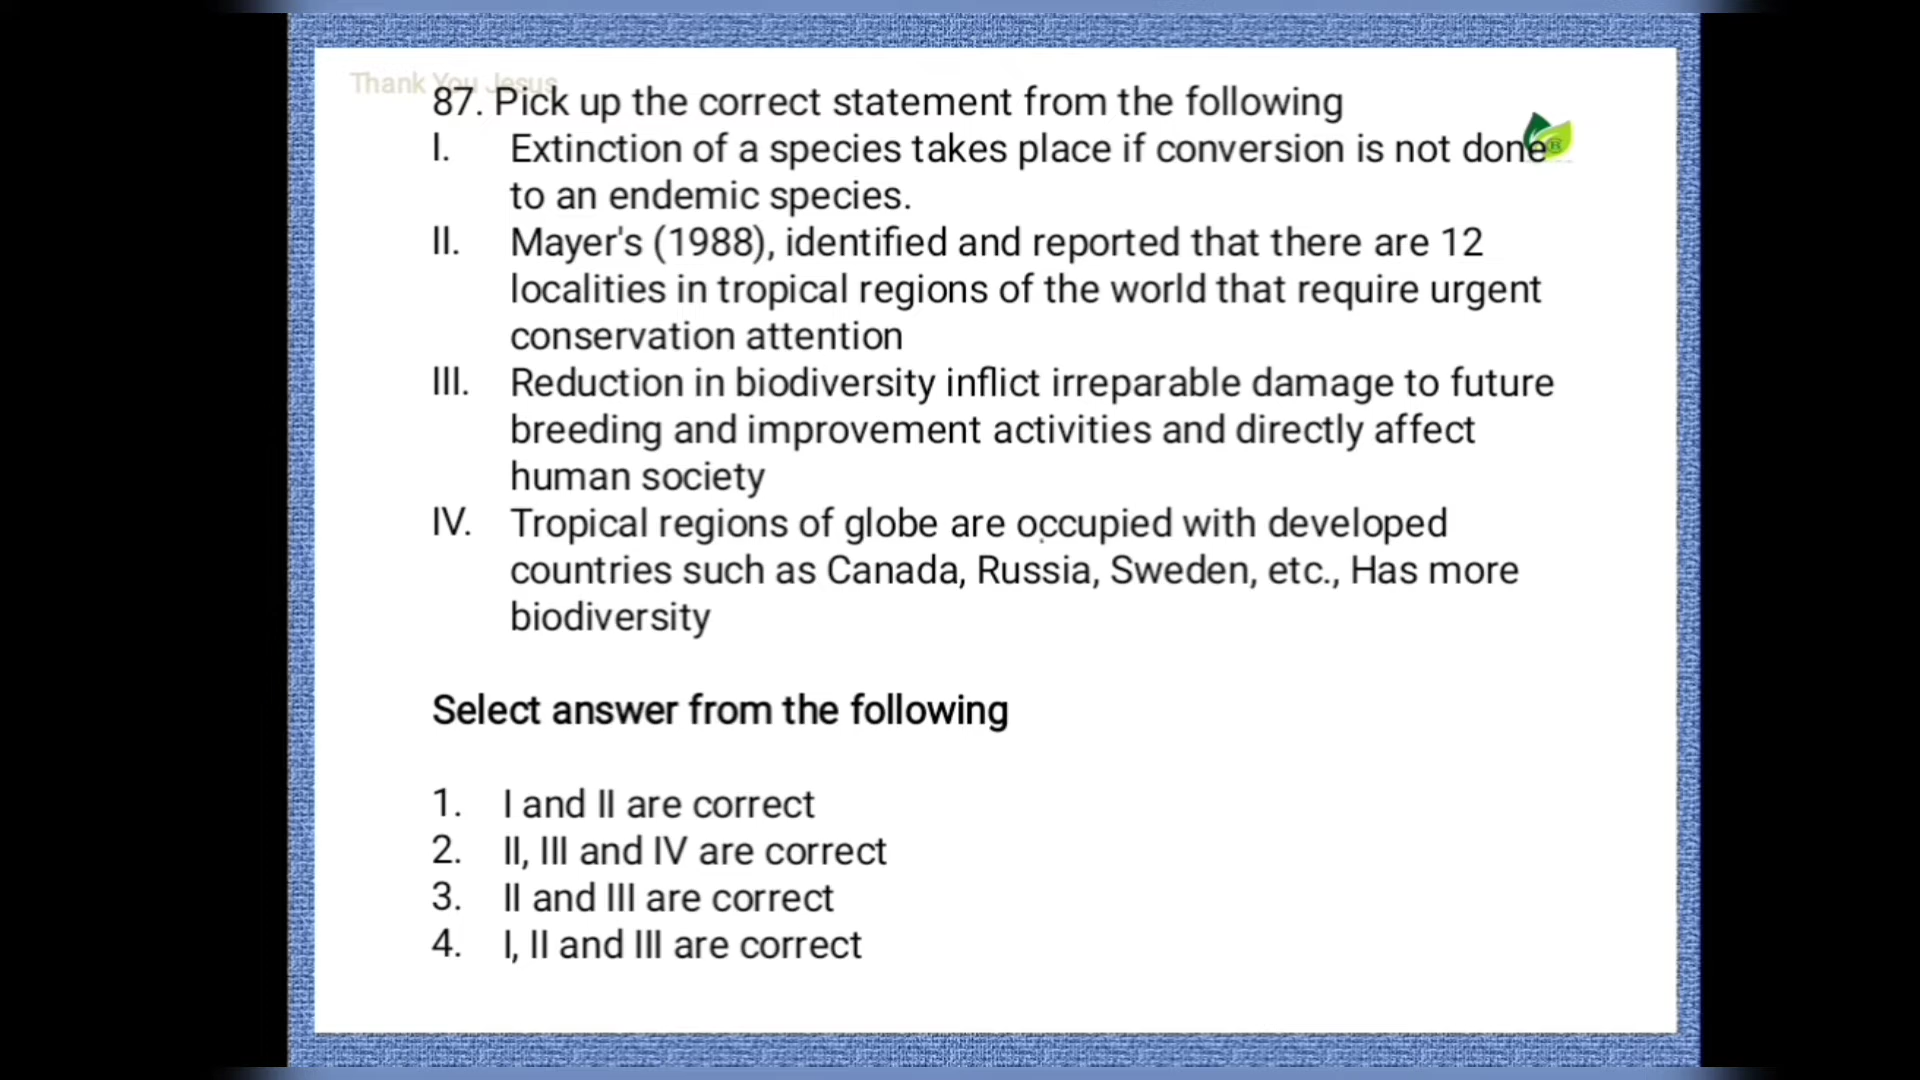 Thank You Jesus
87. Pick up the correct statement from the following
I. Extinction of a species takes place if conversion is not done
to an endemic species.
II. Mayer's (1988), identified and reported that there are 12
localities in tropical regions of the world that require urgent
conservation attention
III. Reduction in biodiversity inflict irreparable damage to future
breeding and improvement activities and directly affect
human society
IV. Tropical regions of globe are occupied with developed
countries such as Canada, Russia, Sweden, etc., Has more
biodiversity
Select answer from the following
1. I and II are correct
2. II, III and IV are correct
3. II and III are correct
4. I, II and III are correct